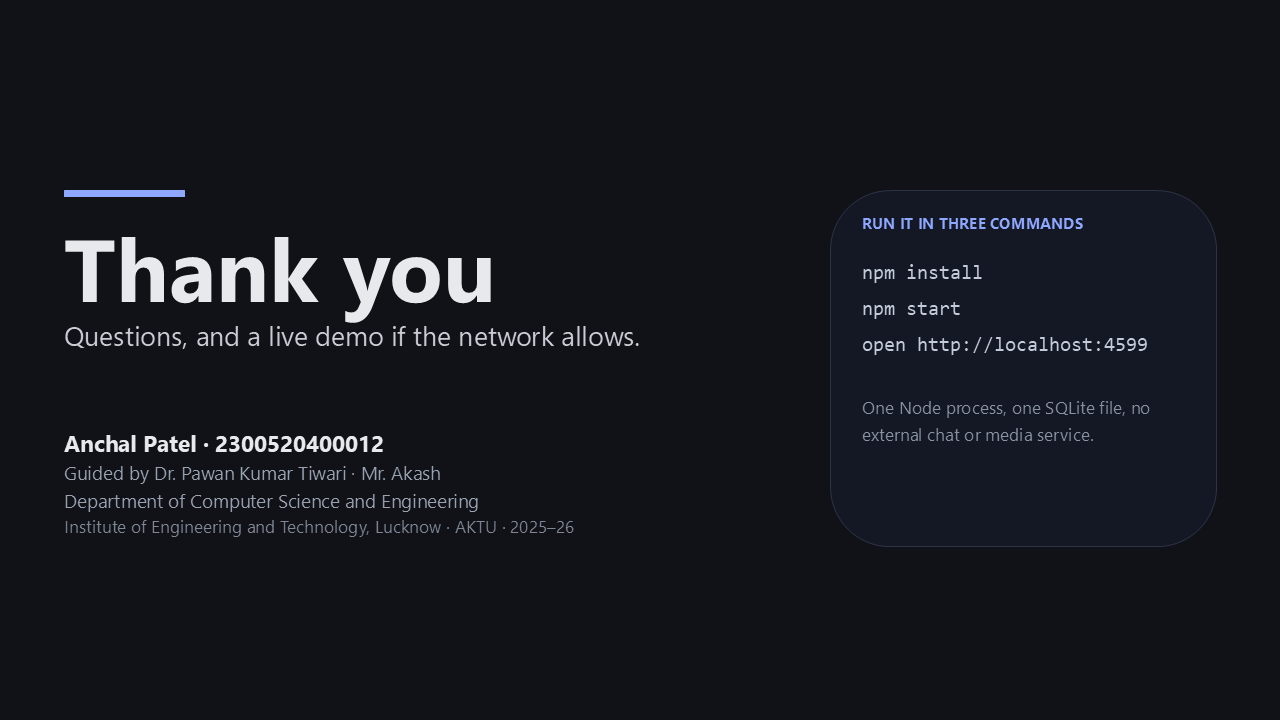 Thank you
Questions, and a live demo if the network allows.
Anchal Patel · 2300520400012
Guided by Dr. Pawan Kumar Tiwari · Mr. Akash
Department of Computer Science and Engineering
Institute of Engineering and Technology, Lucknow · AKTU · 2025–26
RUN IT IN THREE COMMANDS
npm install
npm start
open http://localhost:4599
One Node process, one SQLite file, no
external chat or media service.